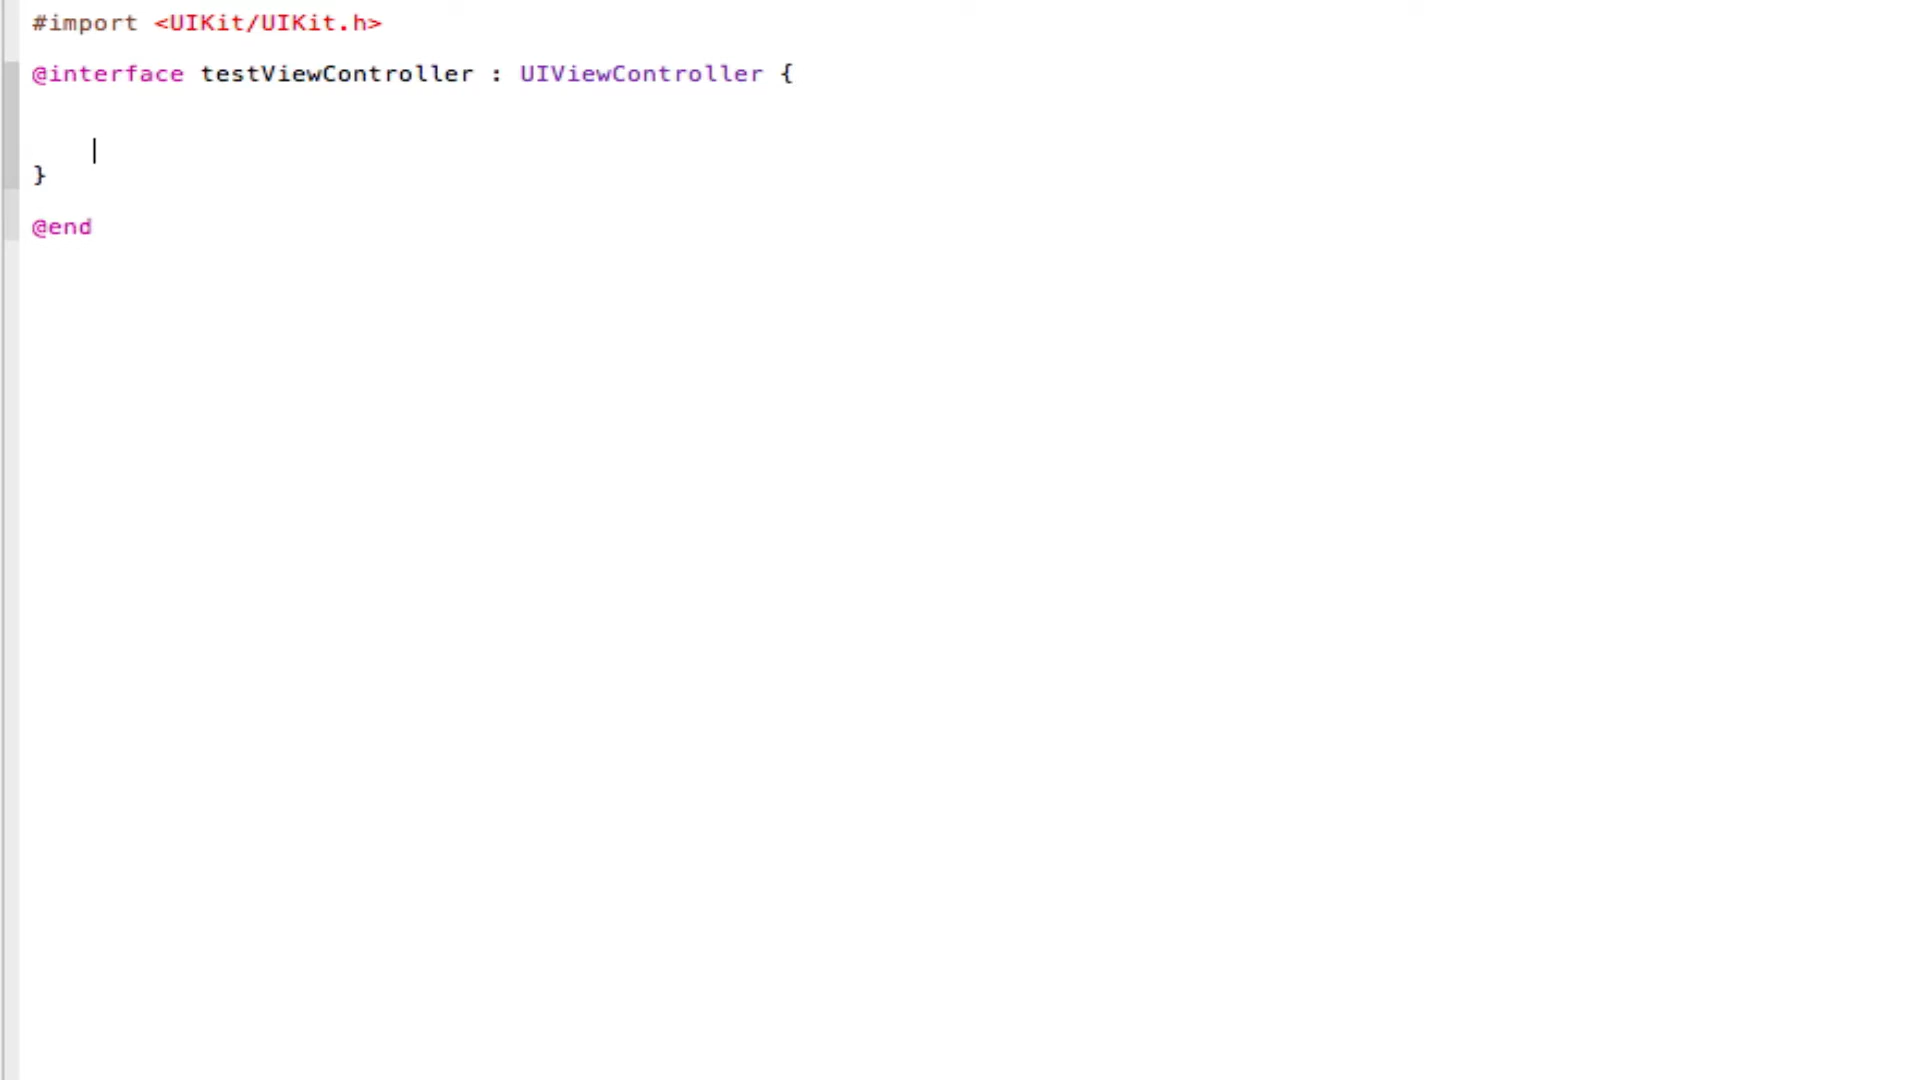 #import <UIKit/UIKit.h>
@interface testViewController : UIViewController {
}
@end